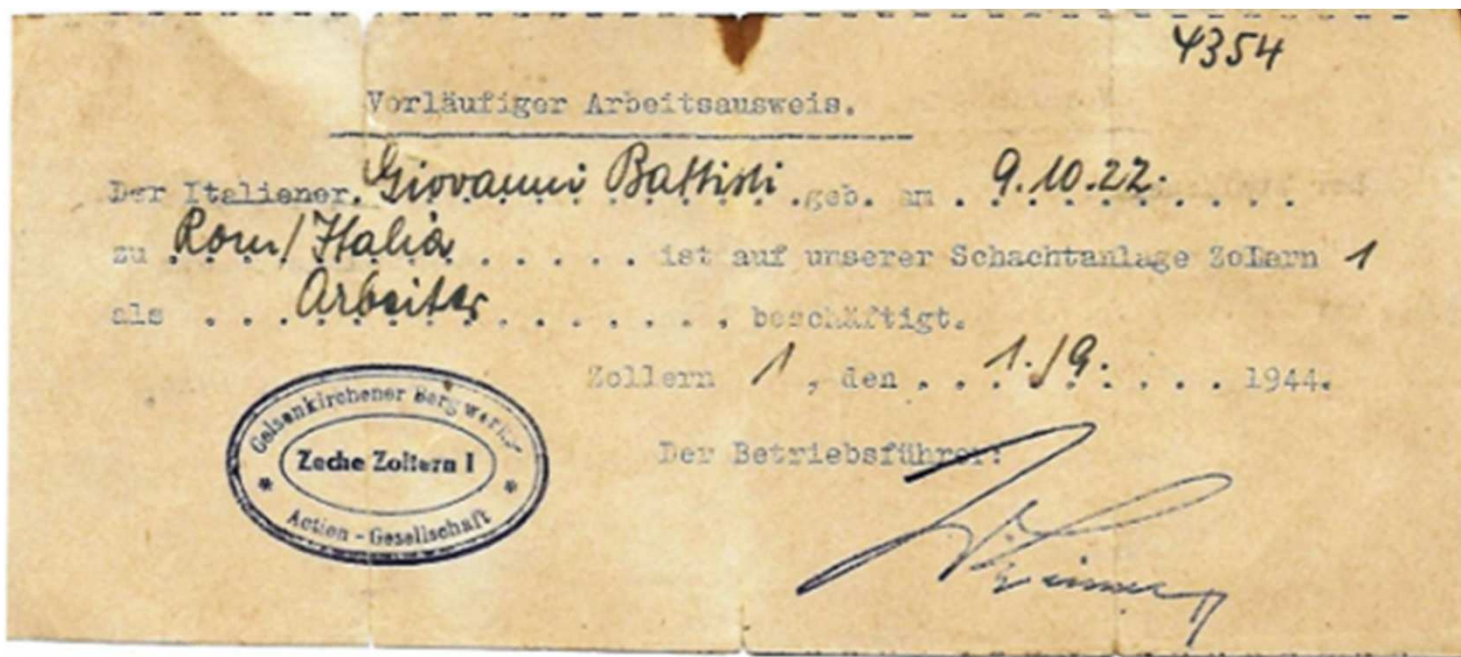 4354
Vorläufiger Arbeitsausweis.
Der Italiener. Giovanni Battisti geb. am 9.10.22.
zu Rom/Italia ist auf unserer Schachtanlage Zollern 1
als Arbeiter beschäftigt.
Zollern 1, den 1./9. 1944.
Der Betriebsführer:
Gelsenkirchener Bergwerks-
* Zeche Zollern I *
Actien-Gesellschaft